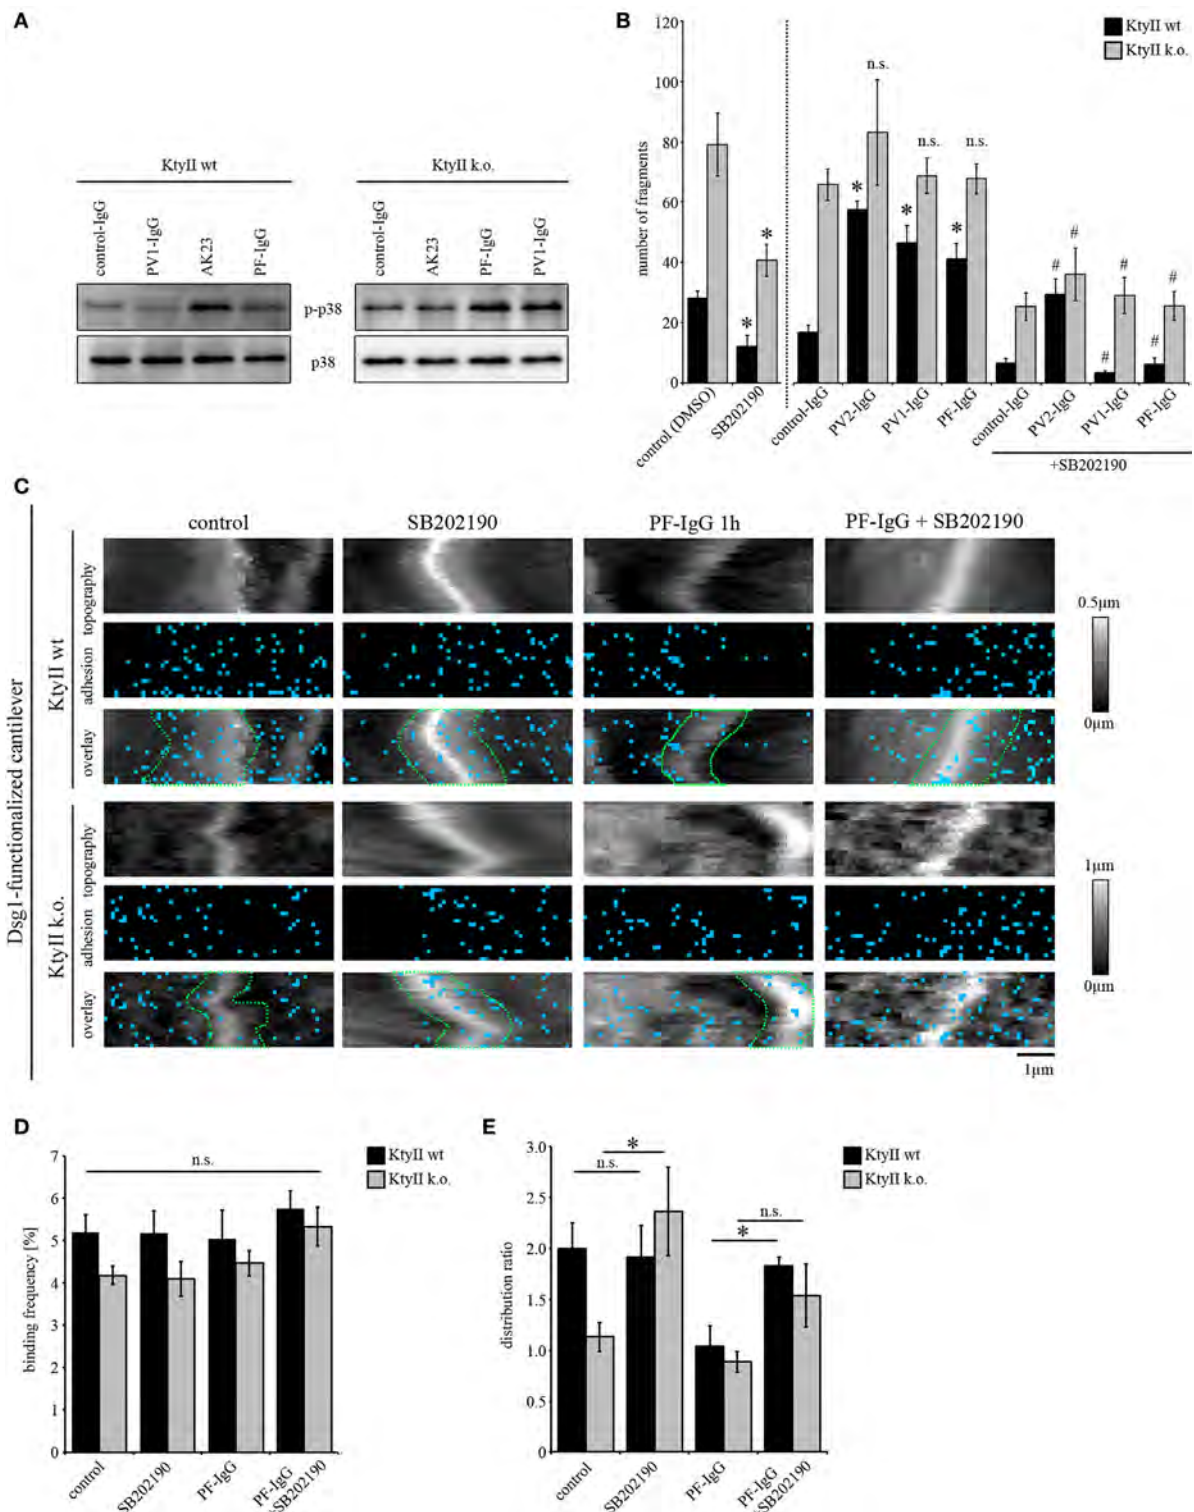 A
KtyII wt
KtyII k.o.
control-IgG
PV1-IgG
AK23
PF-IgG
control-IgG
AK23
PF-IgG
PV1-IgG
p-p38
p38
B
KtyII wt
KtyII k.o.
number of fragments
120
100
80
60
40
20
0
*
*
*
n.s.
*
n.s.
*
n.s.
#
#
#
#
#
#
control (DMSO)
SB202190
control-IgG
PV2-IgG
PV1-IgG
PF-IgG
control-IgG
PV2-IgG
PV1-IgG
PF-IgG
+SB202190
C
control
SB202190
PF-IgG 1h
PF-IgG + SB202190
Dsg1-functionalized cantilever
KtyII wt
topography
adhesion
overlay
0.5µm
0µm
KtyII k.o.
topography
adhesion
overlay
1µm
0µm
1µm
D
KtyII wt
KtyII k.o.
binding frequency [%]
7
6
5
4
3
2
1
0
n.s.
control
SB202190
PF-IgG
PF-IgG
+SB202190
E
KtyII wt
KtyII k.o.
distribution ratio
3.0
2.5
2.0
1.5
1.0
0.5
0
*
n.s.
n.s.
*
control
SB202190
PF-IgG
PF-IgG
+SB202190